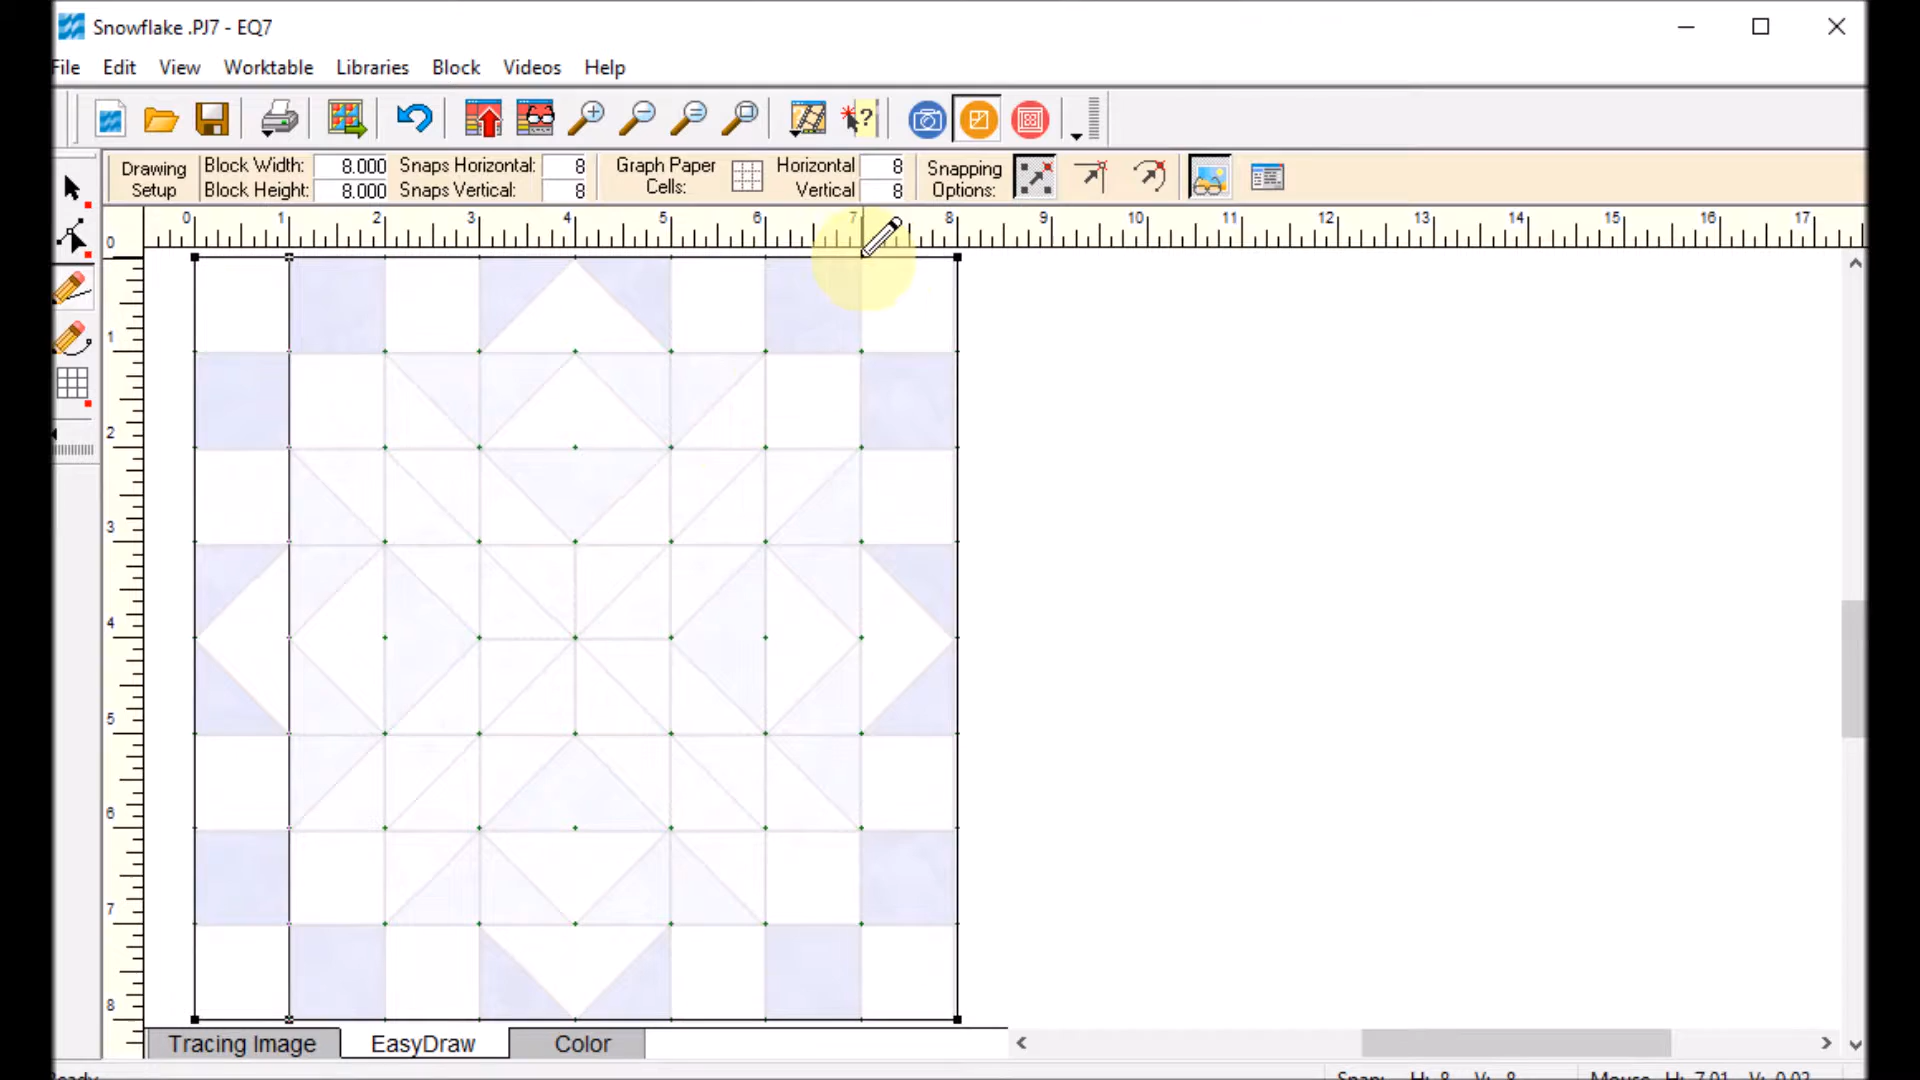 Snowflake .PJ7 - EQ7
File Edit View Worktable Libraries Block Videos Help
Drawing Setup
Block Width: 8.000 Snaps Horizontal: 8
Block Height: 8.000 Snaps Vertical: 8
Graph Paper Cells:
Horizontal 8
Vertical 8
Snapping Options:
0 1 2 3 4 5 6 7 8 9 10 11 12 13 14 15 16 17
0
1
2
3
4
5
6
7
8
Tracing Image EasyDraw Color